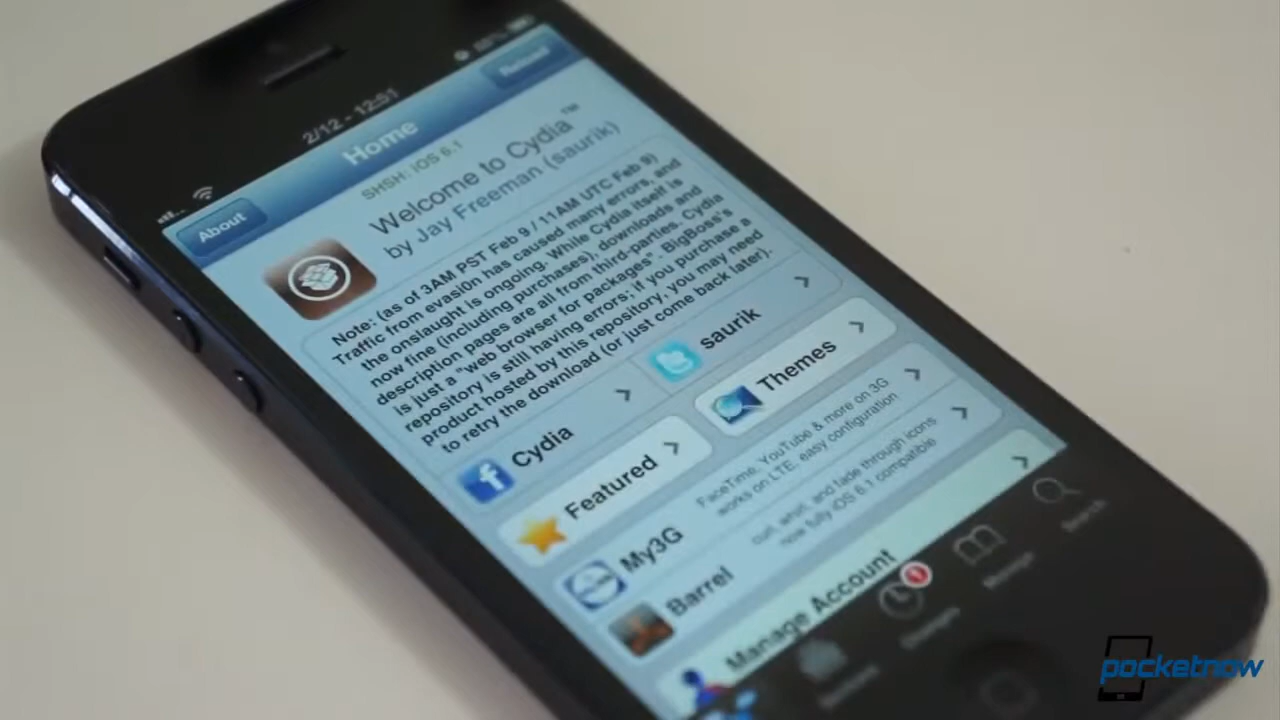 2/12 - 12:51
About
Home
Reload
SHSH: iOS 6.1
Welcome to Cydia™
by Jay Freeman (saurik)
Note: (as of 3AM PST Feb 9 / 11AM UTC Feb 9)
Traffic from evasi0n has caused many errors, and
the onslaught is ongoing. While Cydia itself is
now fine (including purchases), downloads and
description pages are all from third-parties. Cydia
is just a "web browser for packages". BigBoss's
repository is still having errors; if you purchase a
product hosted by this repository, you may need
to retry the download (or just come back later).
Cydia
saurik
Featured
Themes
My3G
FaceTime, YouTube & more on 3G
works on LTE, easy configuration
Barrel
curl, whirl, and fade through icons
now fully iOS 6.1 compatible
Manage Account
Changes
Manage
Search
pocketnow